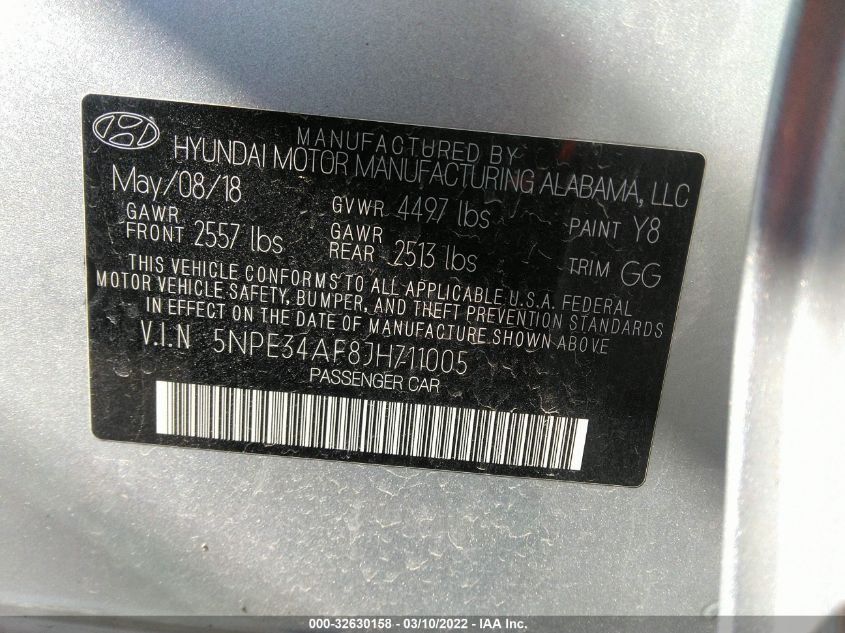 MANUFACTURED BY
HYUNDAI MOTOR MANUFACTURING ALABAMA, LLC
May/08/18 GVWR 4497 lbs PAINT Y8
GAWR FRONT 2557 lbs GAWR REAR 2513 lbs TRIM GG
THIS VEHICLE CONFORMS TO ALL APPLICABLE U.S.A. FEDERAL
MOTOR VEHICLE SAFETY, BUMPER, AND THEFT PREVENTION STANDARDS
IN EFFECT ON THE DATE OF MANUFACTURE SHOWN ABOVE.
V.I.N 5NPE34AF8JH711005
PASSENGER CAR
000-32630158 - 03/10/2022 - IAA Inc.